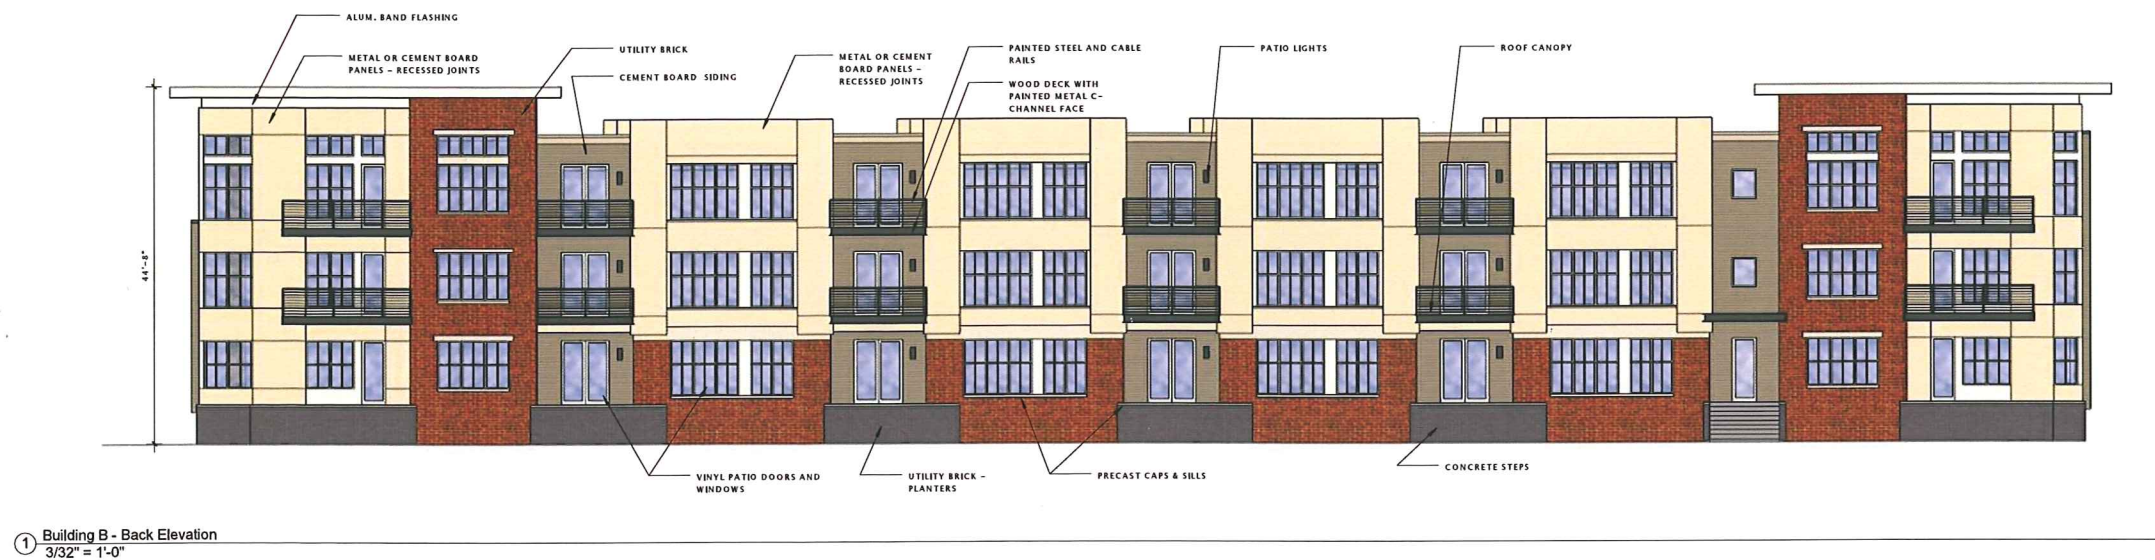 ALUM. BAND FLASHING
METAL OR CEMENT BOARD
PANELS – RECESSED JOINTS
UTILITY BRICK
CEMENT BOARD SIDING
METAL OR CEMENT
BOARD PANELS –
RECESSED JOINTS
PAINTED STEEL AND CABLE
RAILS
WOOD DECK WITH
PAINTED METAL C-
CHANNEL FACE
PATIO LIGHTS
ROOF CANOPY
44'-8"
VINYL PATIO DOORS AND
WINDOWS
UTILITY BRICK –
PLANTERS
PRECAST CAPS & SILLS
CONCRETE STEPS
1
Building B - Back Elevation
3/32" = 1'-0"